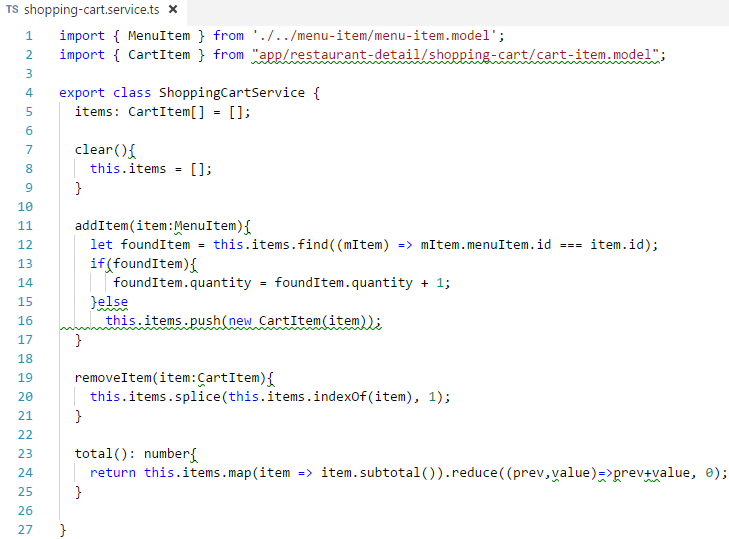 TS shopping-cart.service.ts ×
1 import { MenuItem } from './../menu-item/menu-item.model';
2 import { CartItem } from "app/restaurant-detail/shopping-cart/cart-item.model";
3
4 export class ShoppingCartService {
5   items: CartItem[] = [];
6
7   clear(){
8     this.items = [];
9   }
10
11   addItem(item:MenuItem){
12     let foundItem = this.items.find((mItem) => mItem.menuItem.id === item.id);
13     if(foundItem){
14        foundItem.quantity = foundItem.quantity + 1;
15     }else
16       this.items.push(new CartItem(item));
17   }
18
19   removeItem(item:CartItem){
20     this.items.splice(this.items.indexOf(item), 1);
21   }
22
23   total(): number{
24     return this.items.map(item => item.subtotal()).reduce((prev,value)=>prev+value, 0);
25   }
26
27 }